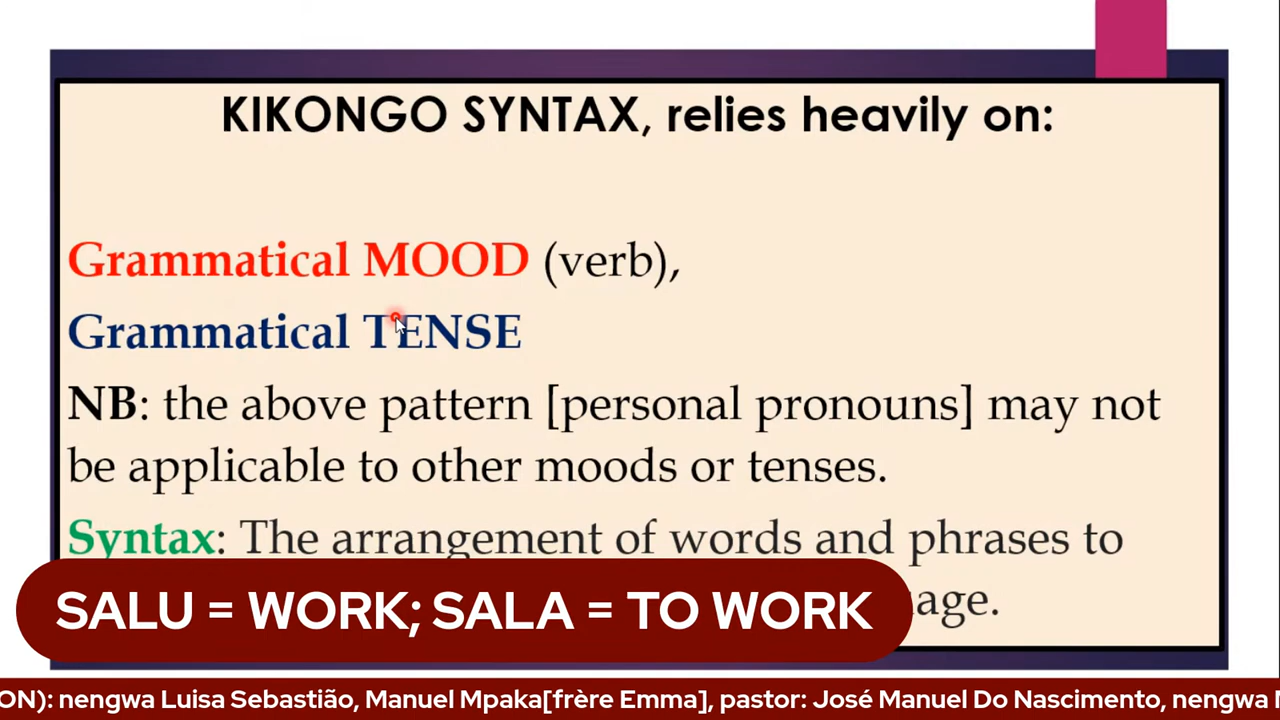 KIKONGO SYNTAX, relies heavily on:
Grammatical MOOD (verb),
Grammatical TENSE
NB: the above pattern [personal pronouns] may not
be applicable to other moods or tenses.
Syntax: The arrangement of words and phrases to
SALU = WORK; SALA = TO WORK
ON): nengwa Luisa Sebastião, Manuel Mpaka[frère Emma], pastor: José Manuel Do Nascimento, nengwa